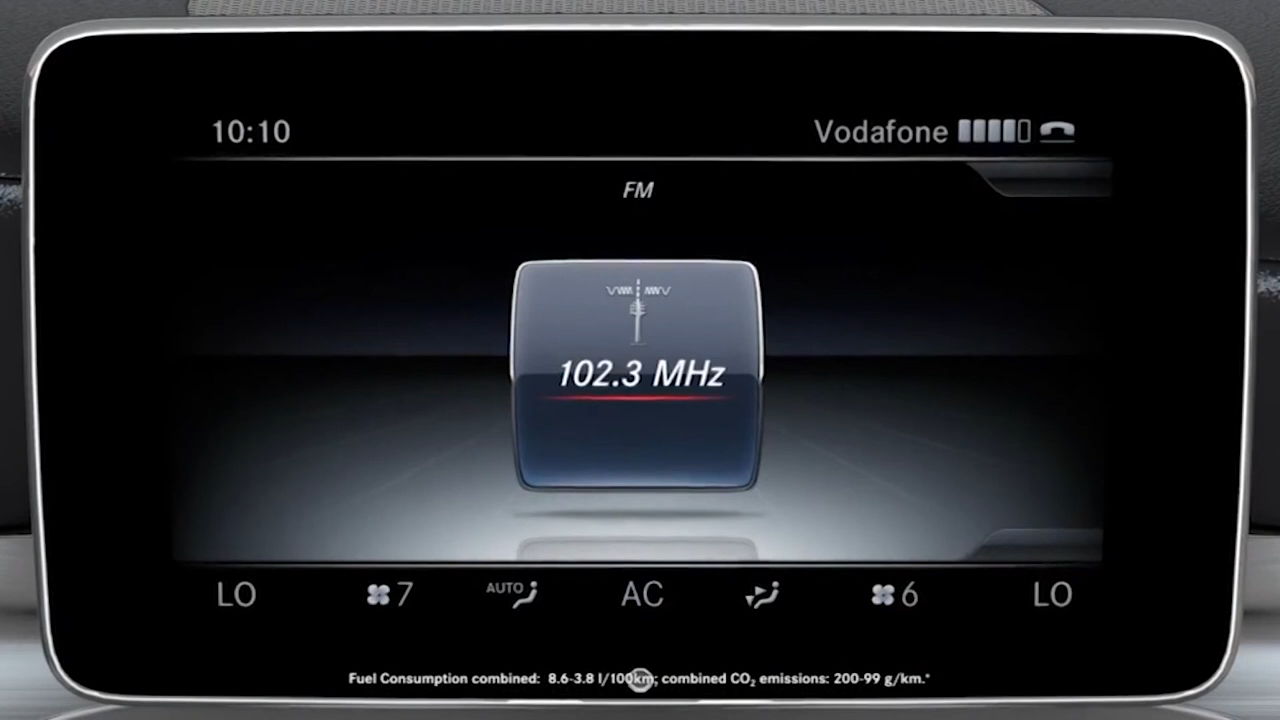 10:10
Vodafone
FM
102.3 MHz
LO
7
AUTO
AC
6
LO
Fuel Consumption combined: 8.6-3.8 l/100km; combined CO₂ emissions: 200-99 g/km.*